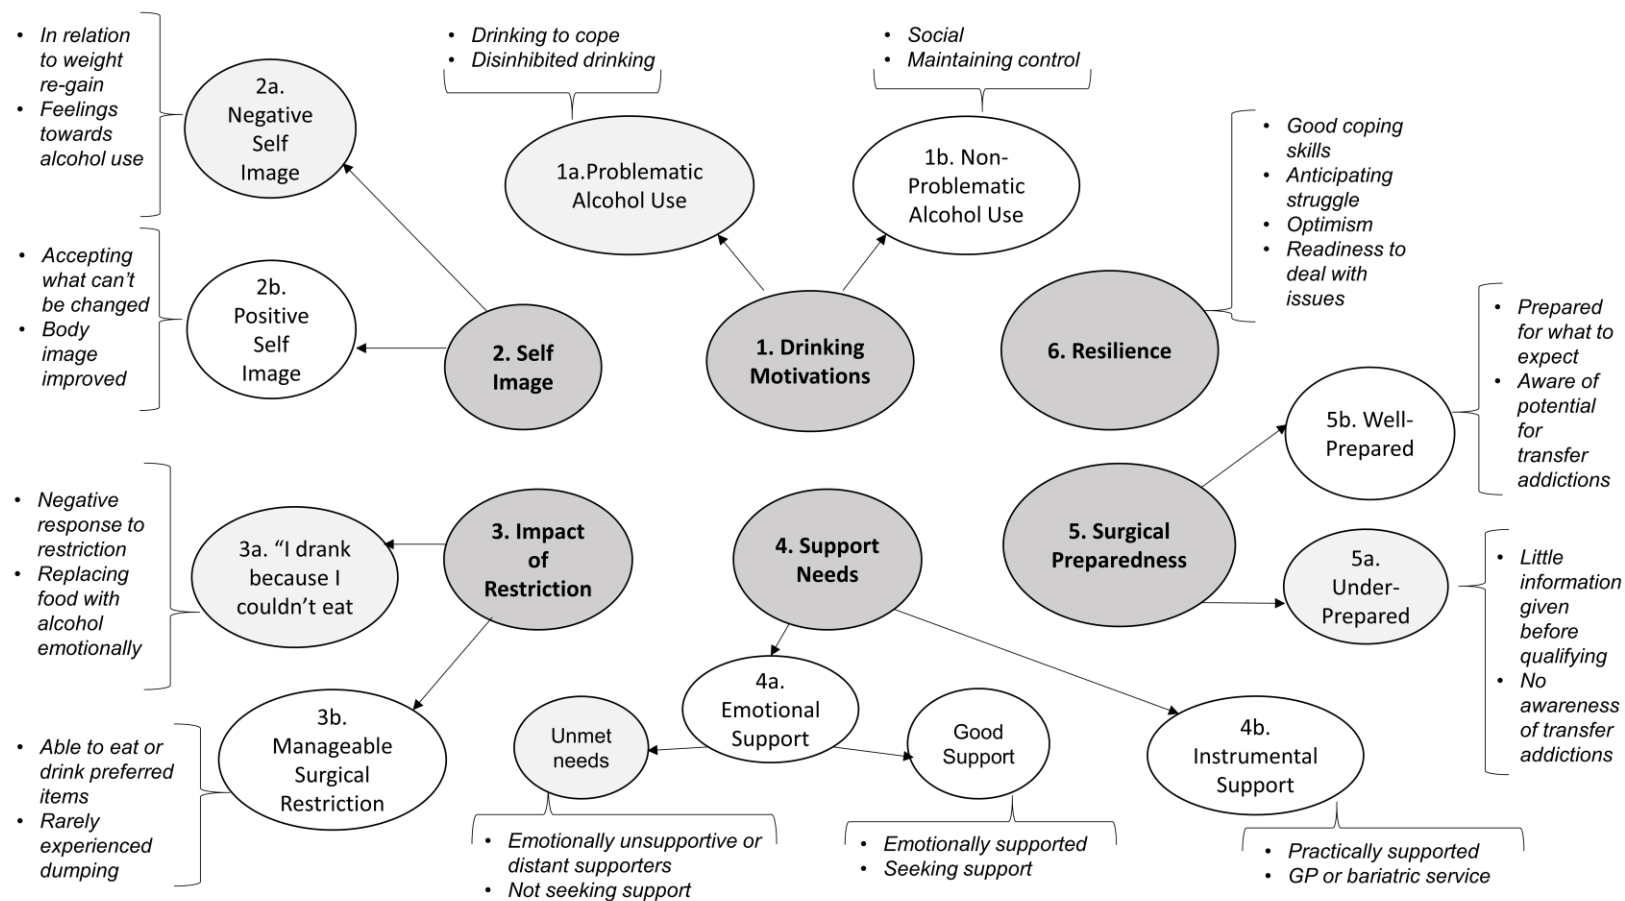 • In relation
to weight
re-gain
• Feelings
towards
alcohol use
2a.
Negative
Self
Image
• Drinking to cope
• Disinhibited drinking
1a.Problematic
Alcohol Use
• Social
• Maintaining control
1b. Non-
Problematic
Alcohol Use
• Good coping
skills
• Anticipating
struggle
• Optimism
• Readiness to
deal with
issues
• Accepting
what can’t
be changed
• Body
image
improved
2b.
Positive
Self
Image
2. Self
Image
1. Drinking
Motivations
6. Resilience
• Prepared
for what to
expect
• Aware of
potential
for
transfer
addictions
5b. Well-
Prepared
• Negative
response to
restriction
• Replacing
food with
alcohol
emotionally
3a. “I drank
because I
couldn’t eat
3. Impact
of
Restriction
4. Support
Needs
5. Surgical
Preparedness
5a.
Under-
Prepared
• Little
information
given
before
qualifying
• No
awareness
of transfer
addictions
• Able to eat or
drink preferred
items
• Rarely
experienced
dumping
3b.
Manageable
Surgical
Restriction
Unmet
needs
4a.
Emotional
Support
Good
Support
4b.
Instrumental
Support
• Emotionally unsupportive or
distant supporters
• Not seeking support
• Emotionally supported
• Seeking support
• Practically supported
• GP or bariatric service